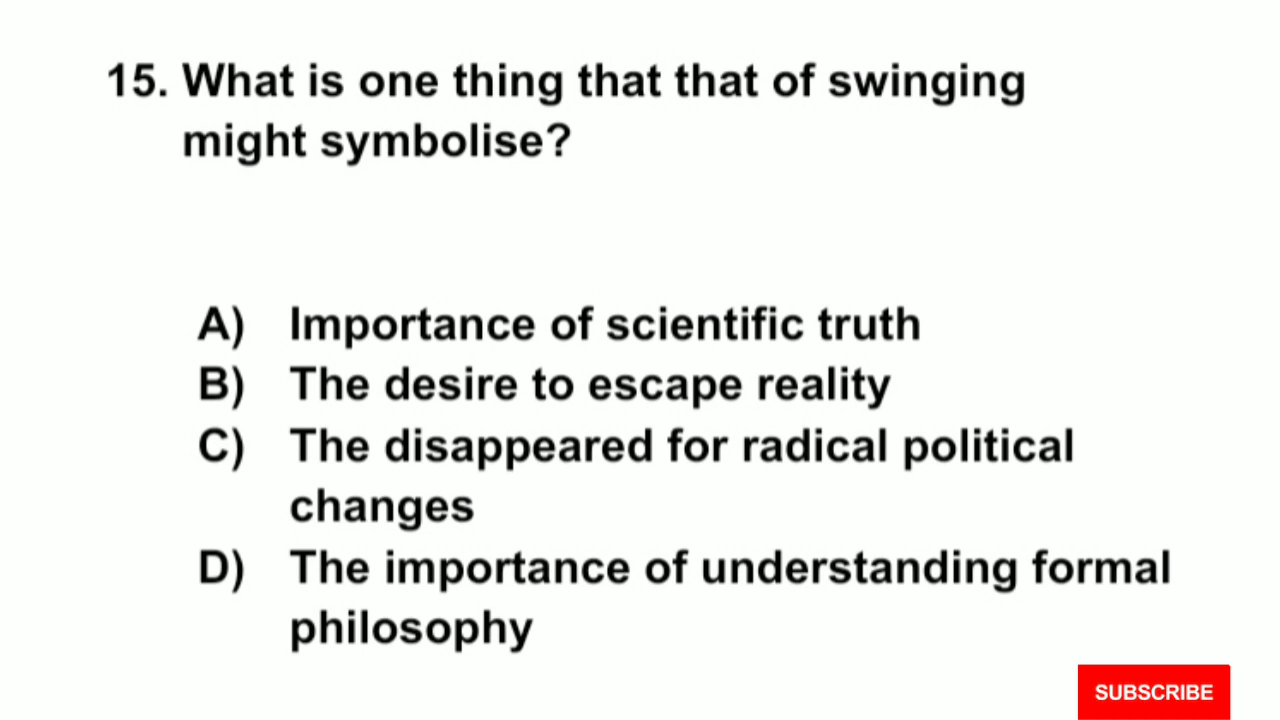 15. What is one thing that that of swinging
might symbolise?
A) Importance of scientific truth
B) The desire to escape reality
C) The disappeared for radical political
changes
D) The importance of understanding formal
philosophy
SUBSCRIBE